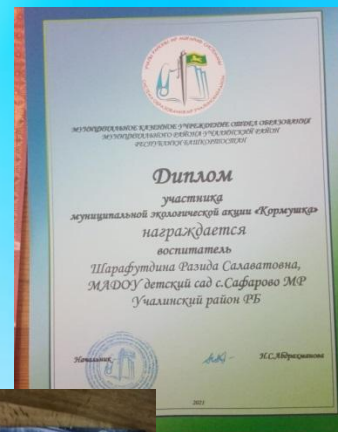 МУНИЦИПАЛЬНОЕ КАЗЕННОЕ УЧРЕЖДЕНИЕ ОТДЕЛ ОБРАЗОВАНИЯ
МУНИЦИПАЛЬНОГО РАЙОНА УЧАЛИНСКИЙ РАЙОН
РЕСПУБЛИКИ БАШКОРТОСТАН
Диплом
участника
муниципальной экологической акции «Кормушка»
награждается
воспитатель
Шарафутдина Разида Салаватовна,
МАДОУ детский сад с.Сафарово МР
Учалинский район РБ
Начальник
Н.С.Абдрахманова
2021